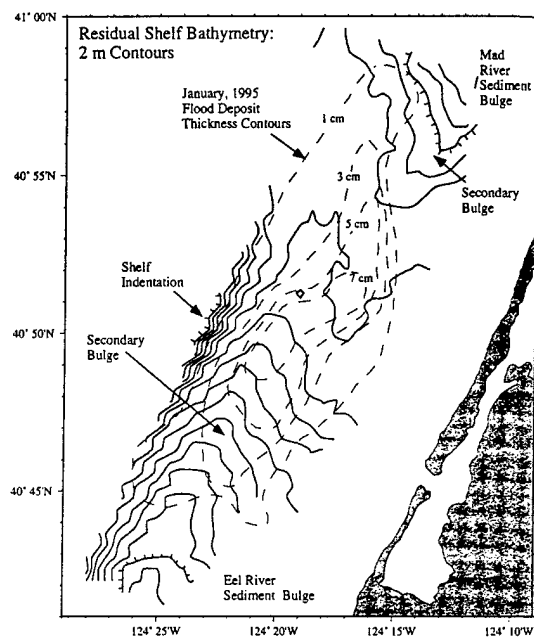 41° 00'N
Residual Shelf Bathymetry:
2 m Contours
Mad
River
Sediment
Bulge
January, 1995
Flood Deposit
Thickness Contours
1 cm
40° 55'N
3 cm
Secondary
Bulge
5 cm
Shelf
Indentation
7 cm
40° 50'N
Secondary
Bulge
40° 45'N
Eel River
Sediment Bulge
124° 25'W
124° 20'W
124° 15'W
124° 10'W